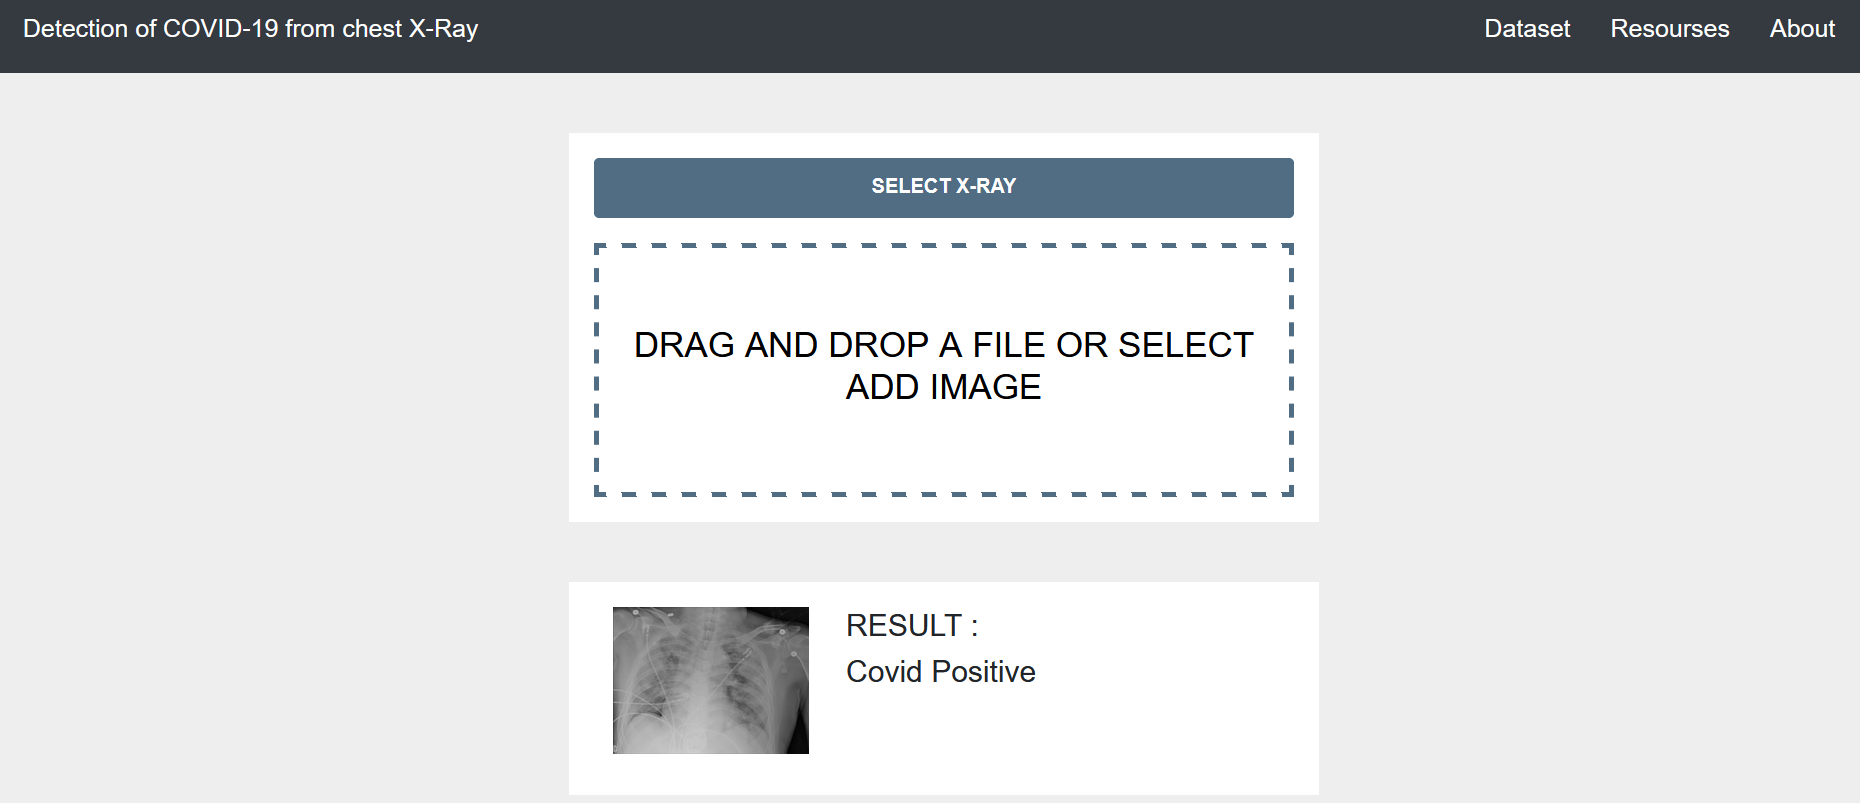 Detection of COVID-19 from chest X-Ray
Dataset
Resourses
About
SELECT X-RAY
DRAG AND DROP A FILE OR SELECT
ADD IMAGE
RESULT :
Covid Positive